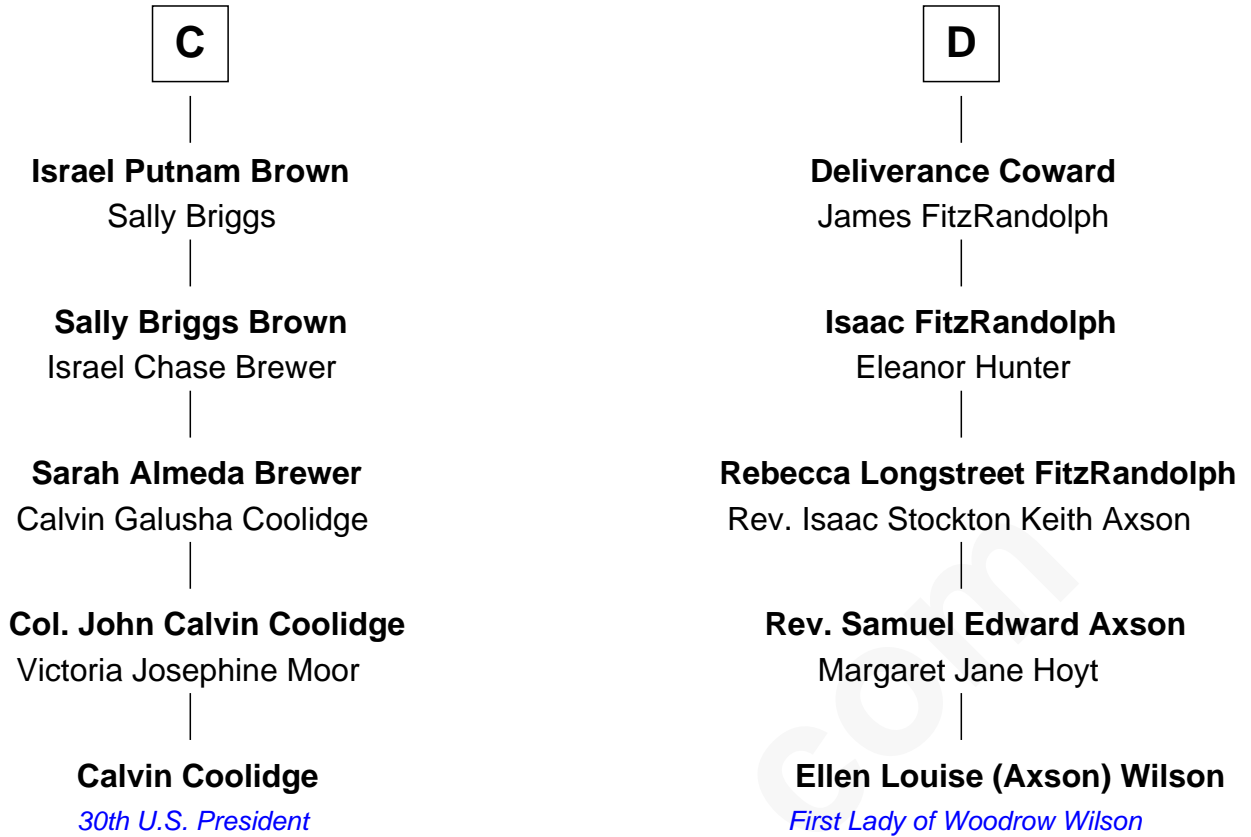 C
Israel Putnam Brown
Sally Briggs
Sally Briggs Brown
Israel Chase Brewer
Sarah Almeda Brewer
Calvin Galusha Coolidge
Col. John Calvin Coolidge
Victoria Josephine Moor
Calvin Coolidge
30th U.S. President
D
Deliverance Coward
James FitzRandolph
Isaac FitzRandolph
Eleanor Hunter
Rebecca Longstreet FitzRandolph
Rev. Isaac Stockton Keith Axson
Rev. Samuel Edward Axson
Margaret Jane Hoyt
Ellen Louise (Axson) Wilson
First Lady of Woodrow Wilson
com